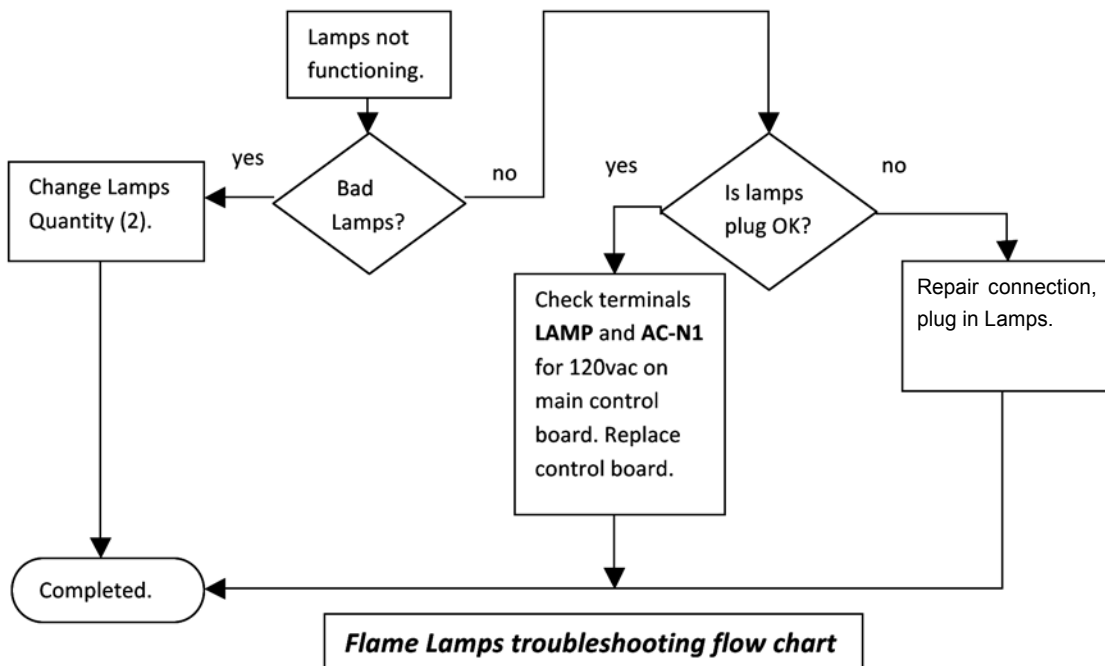 Lamps not
functioning.
yes
Bad
Lamps?
no
Change Lamps
Quantity (2).
yes
Is lamps
plug OK?
no
Check terminals
LAMP and AC-N1
for 120vac on
main control
board. Replace
control board.
Repair connection,
plug in Lamps.
Completed.
Flame Lamps troubleshooting flow chart